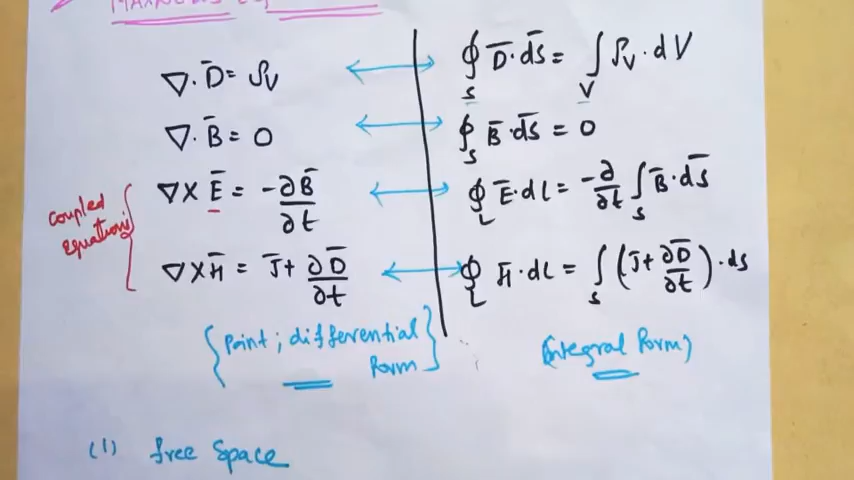 ∇. D̄ = ρv ⟷ ∮s D̄ . ds̄ = ∫v ρv . dV
∇. B̄ = 0 ⟷ ∮s B̄ . ds̄ = 0
∇ x Ē = -∂B̄/∂t ⟷ ∮L Ē . dL = -∂/∂t ∫s B̄ . ds̄
∇ x H̄ = J̄ + ∂D̄/∂t ⟷ ∮L H̄ . dL = ∫s (J̄ + ∂D̄/∂t) . ds
coupled
equations
{ Point ; differential
form }
(integral form)
(1) free space